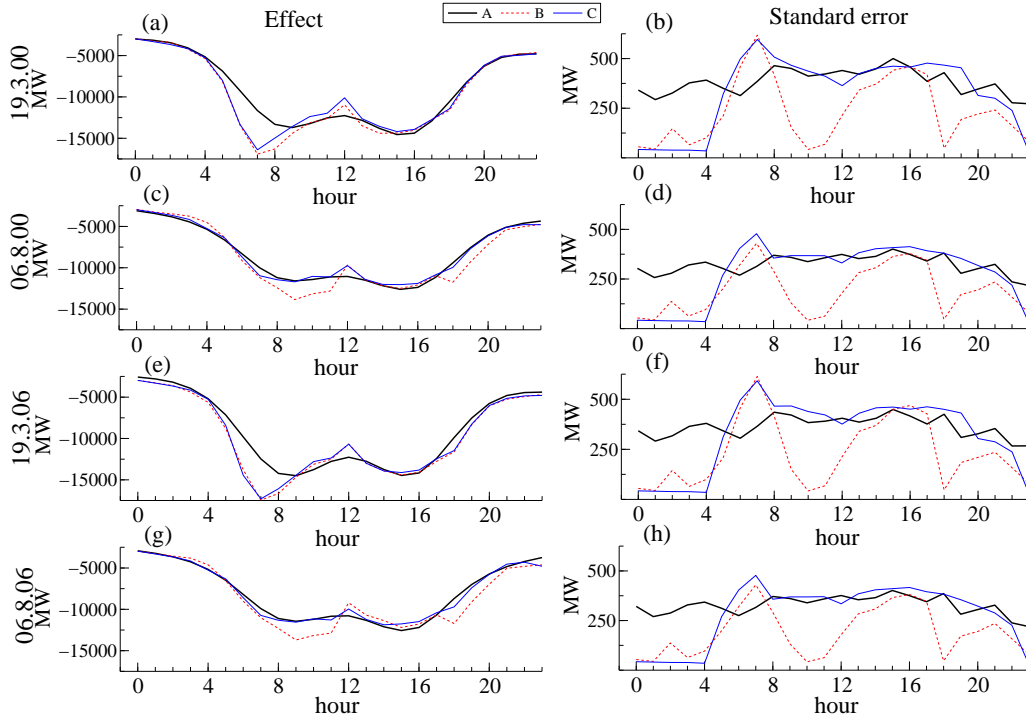 A B C
Effect
Standard error
(a)
19.3.00
MW
−5000
−10000
−15000
0 4 8 12 16 20
hour
(b)
MW
500
250
0 4 8 12 16 20
hour
(c)
06.8.00
MW
−5000
−10000
−15000
0 4 8 12 16 20
hour
(d)
MW
500
250
0 4 8 12 16 20
hour
(e)
19.3.06
MW
−5000
−10000
−15000
0 4 8 12 16 20
hour
(f)
MW
500
250
0 4 8 12 16 20
hour
(g)
06.8.06
MW
−5000
−10000
−15000
0 4 8 12 16 20
hour
(h)
MW
500
250
0 4 8 12 16 20
hour